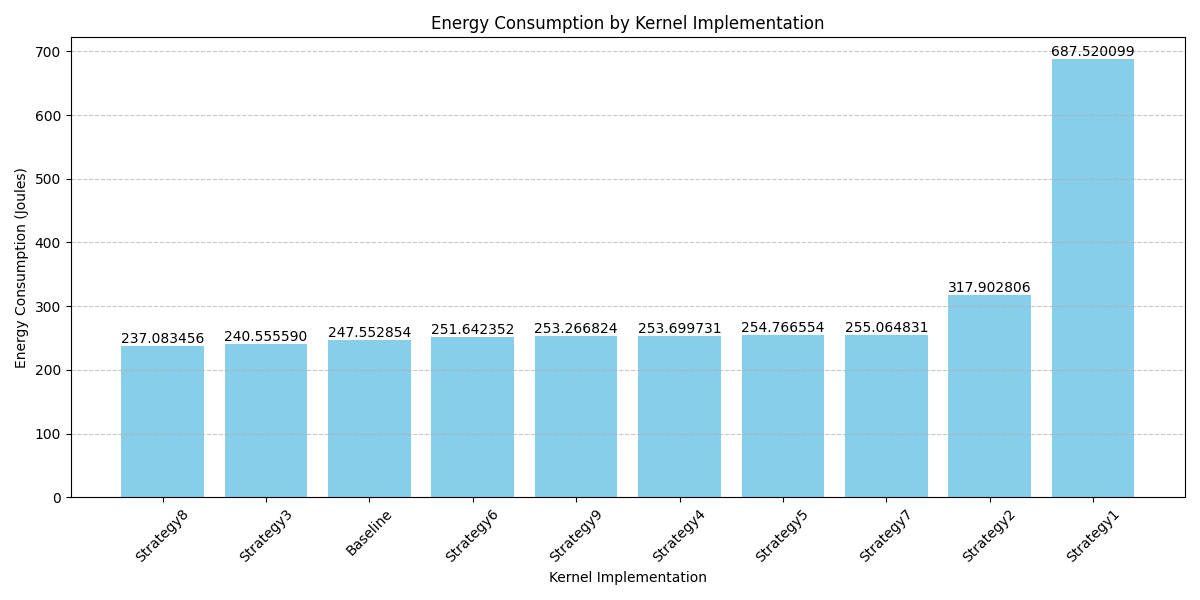 Energy Consumption by Kernel Implementation
Energy Consumption (Joules)
700
600
500
400
300
200
100
0
237.083456
240.555590
247.552854
251.642352
253.266824
253.699731
254.766554
255.064831
317.902806
687.520099
Strategy8
Strategy3
Baseline
Strategy6
Strategy9
Strategy4
Strategy5
Strategy7
Strategy2
Strategy1
Kernel Implementation